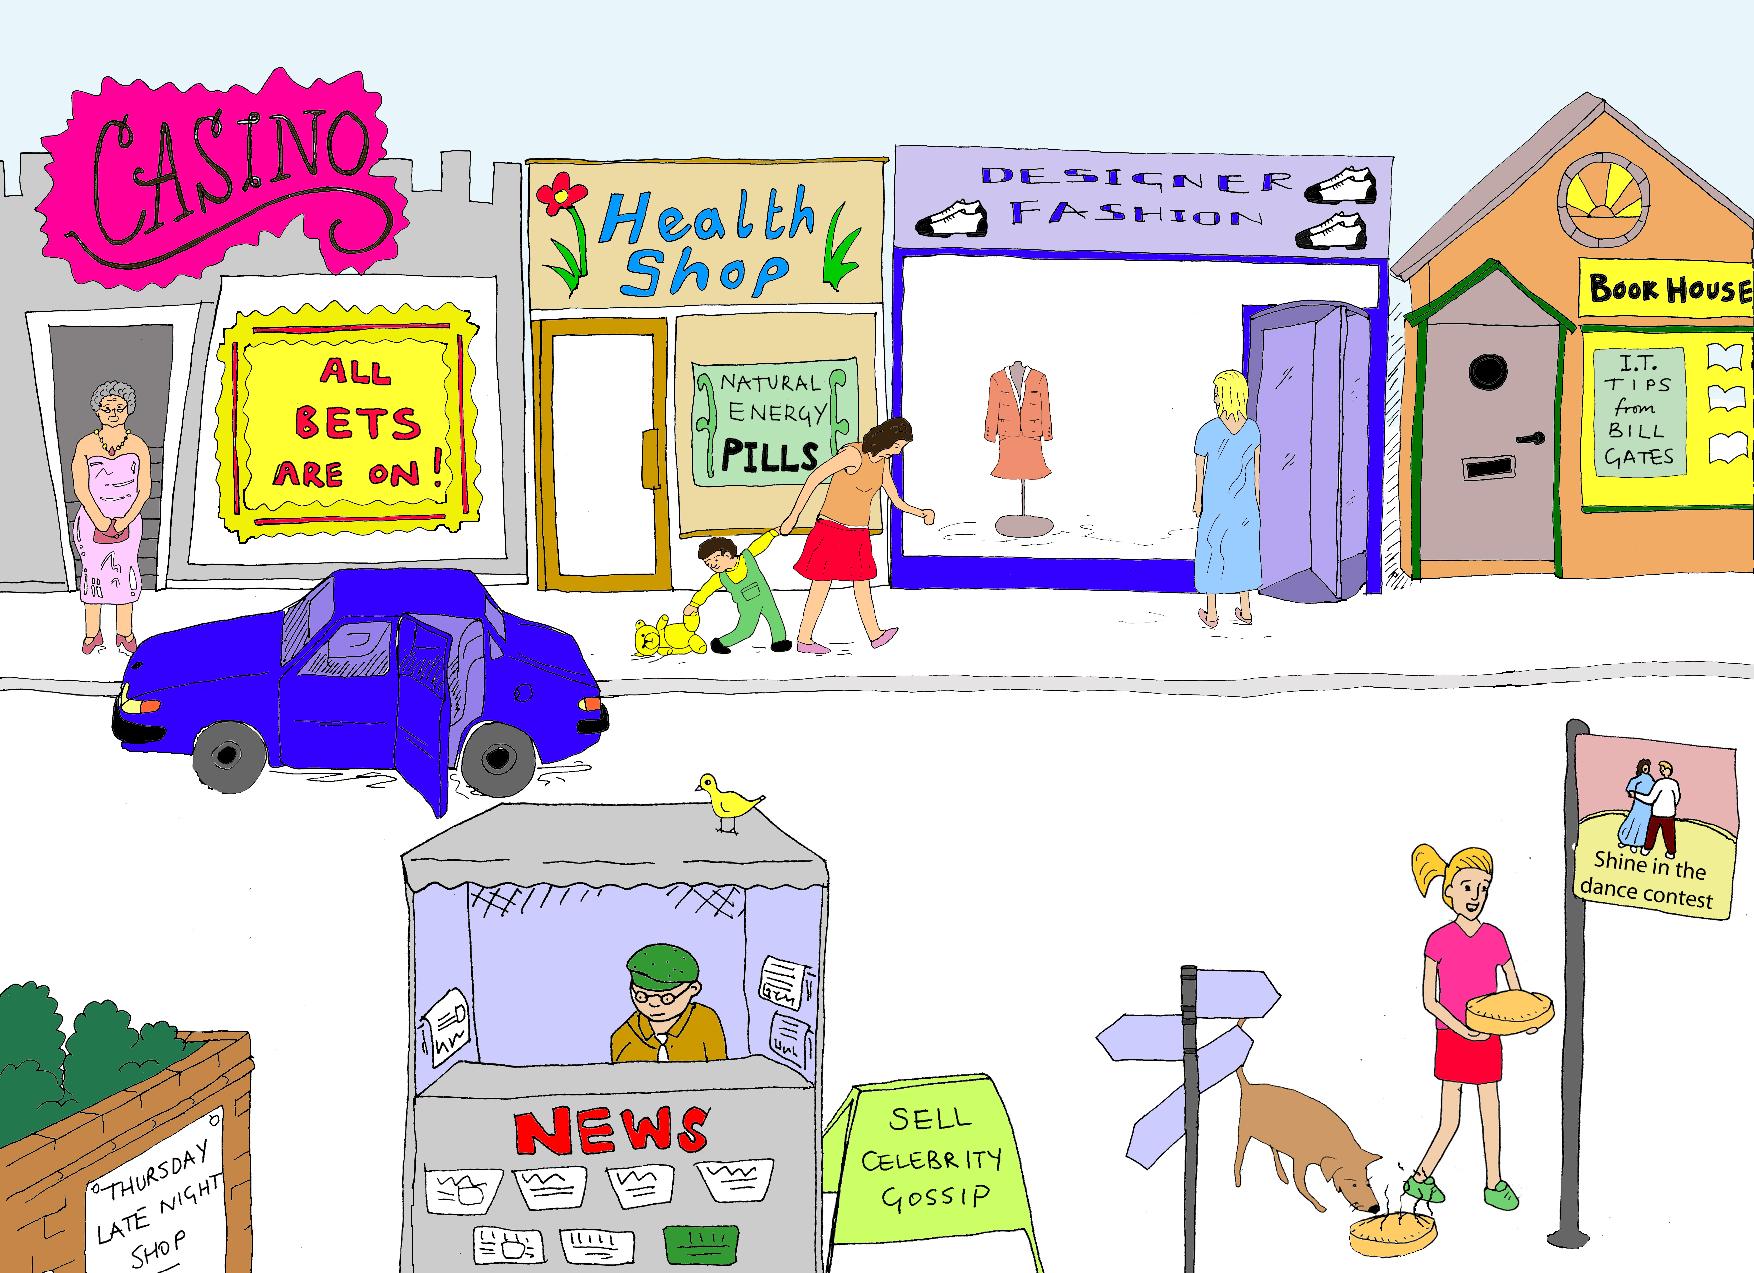 CASINO
ALL
BETS
ARE ON!
Health
Shop
NATURAL
ENERGY
PILLS
DESIGNER
FASHION
BOOK HOUSE
I.T.
TIPS
from
BILL
GATES
Shine in the
dance contest
NEWS
SELL
CELEBRITY
GOSSIP
THURSDAY
LATE NIGHT
SHOP